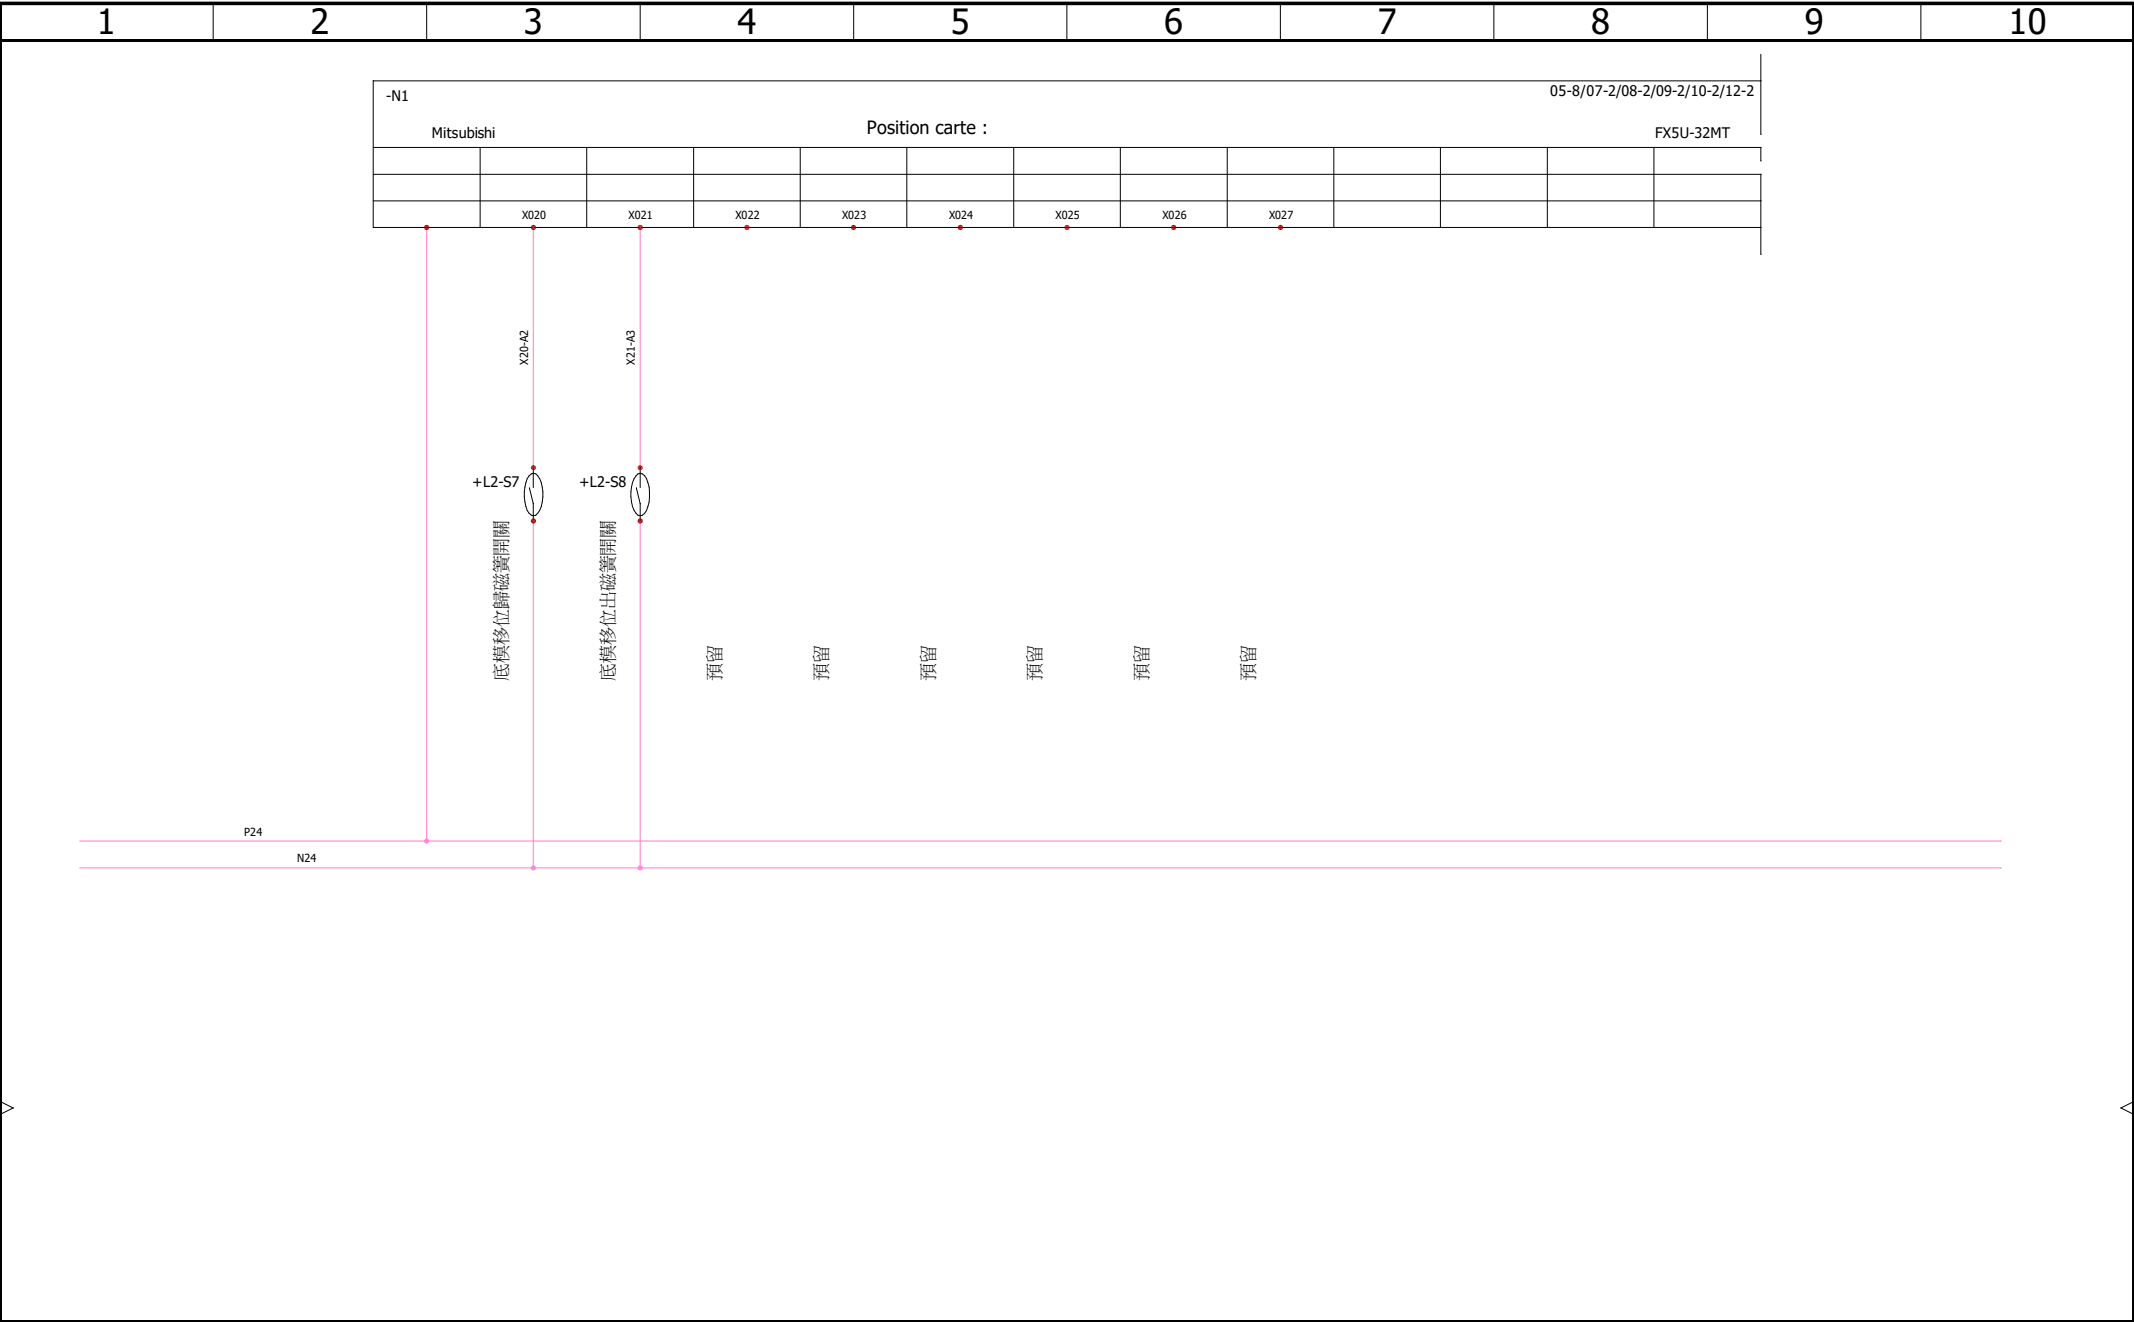 1 2 3 4 5 6 7 8 9 10
-N1 05-8/07-2/08-2/09-2/10-2/12-2
Mitsubishi Position carte : FX5U-32MT
X020 X021 X022 X023 X024 X025 X026 X027
X20-A2
X21-A3
+L2-S7
+L2-S8
底模移位歸磁簧開關
底模移位出磁簧開關
預留
預留
預留
預留
預留
預留
P24
N24